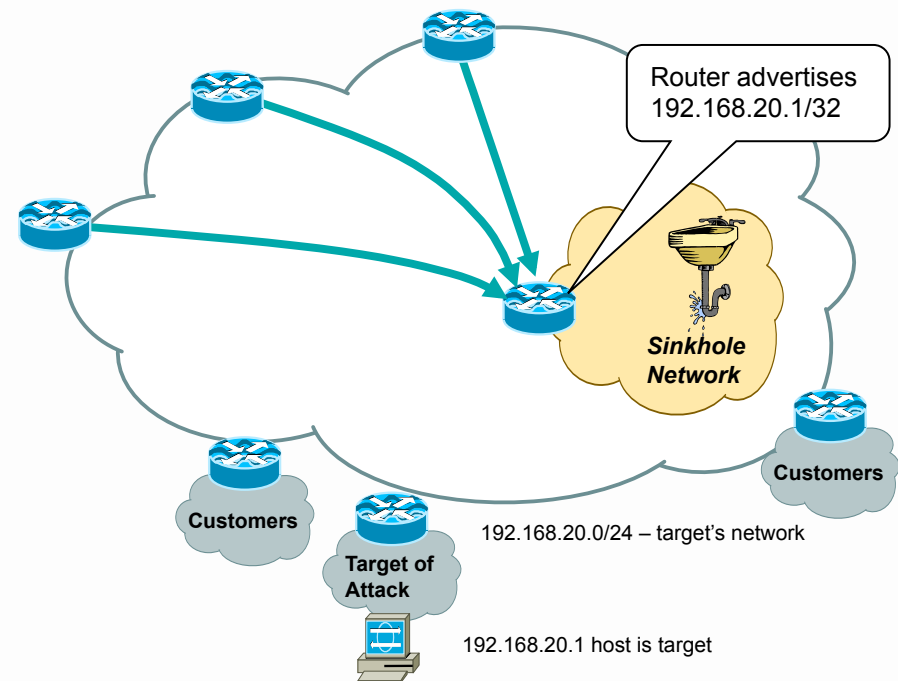 Router advertises
192.168.20.1/32
Sinkhole
Network
Customers
Customers
192.168.20.0/24 – target's network
Target of
Attack
192.168.20.1 host is target